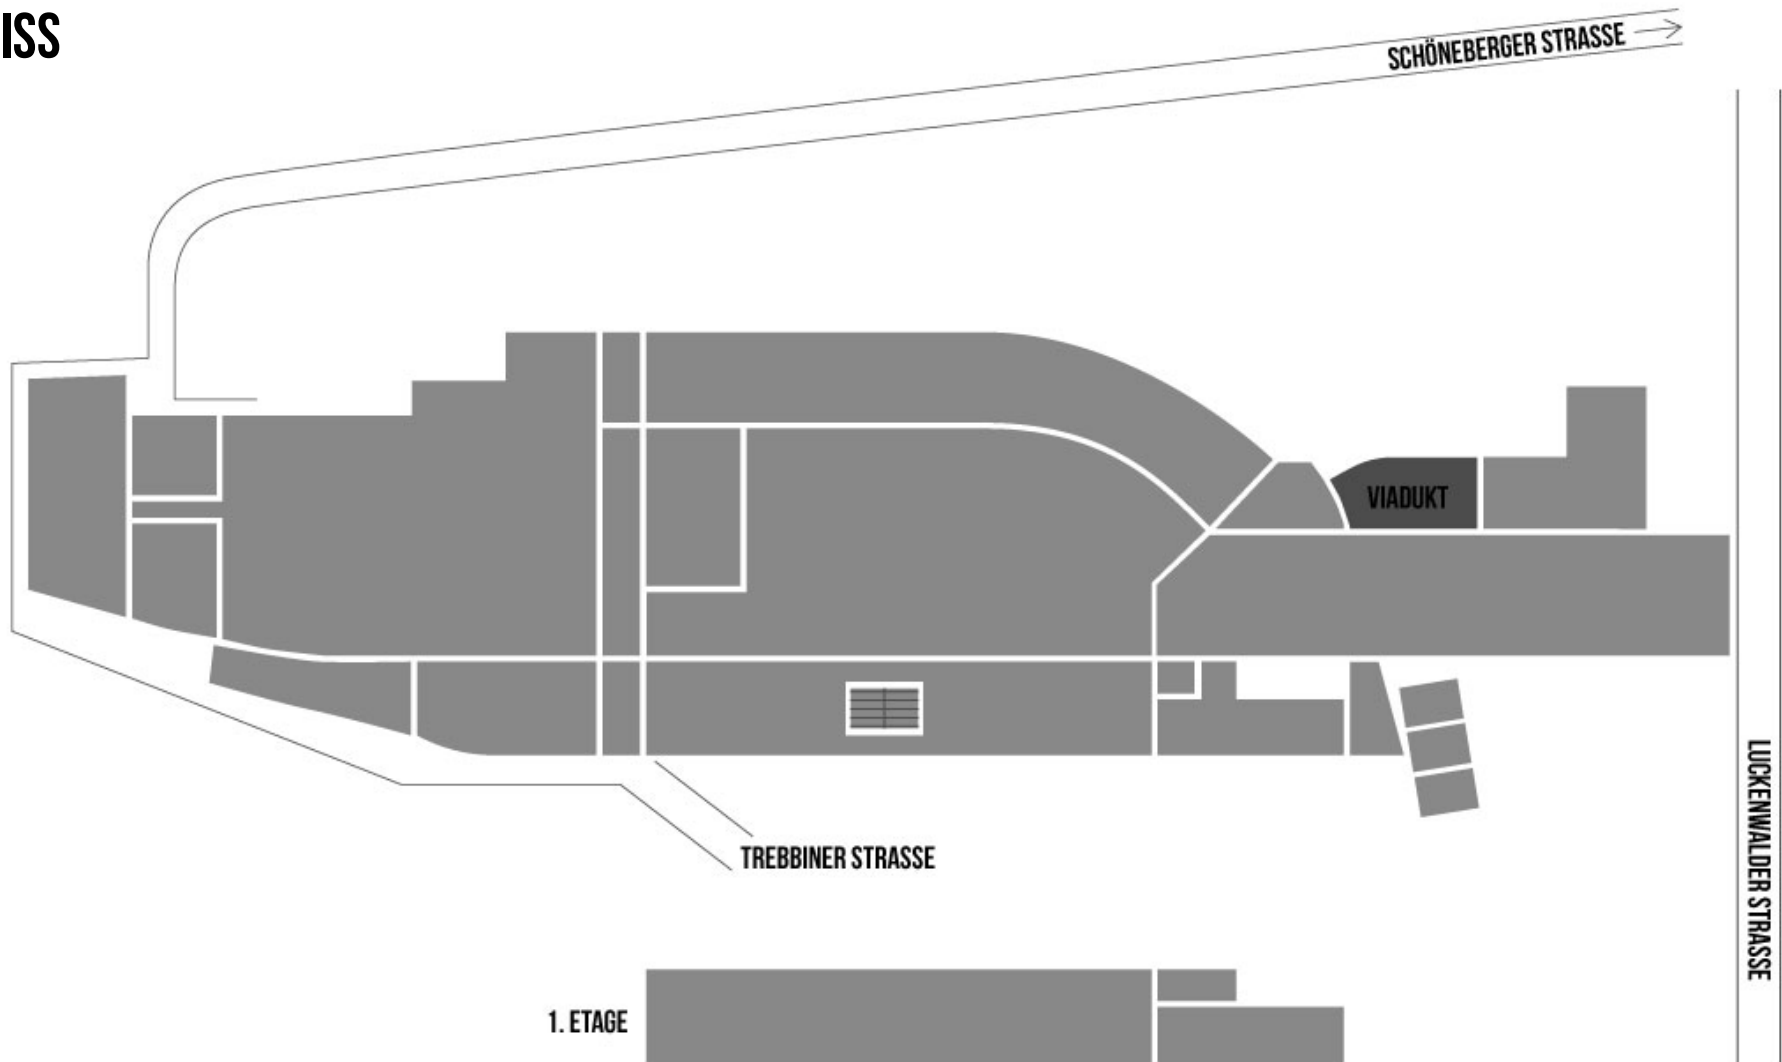 ISS
SCHÖNEBERGER STRASSE
VIADUKT
TREBBINER STRASSE
LUCKENWALDER STRASSE
1. ETAGE